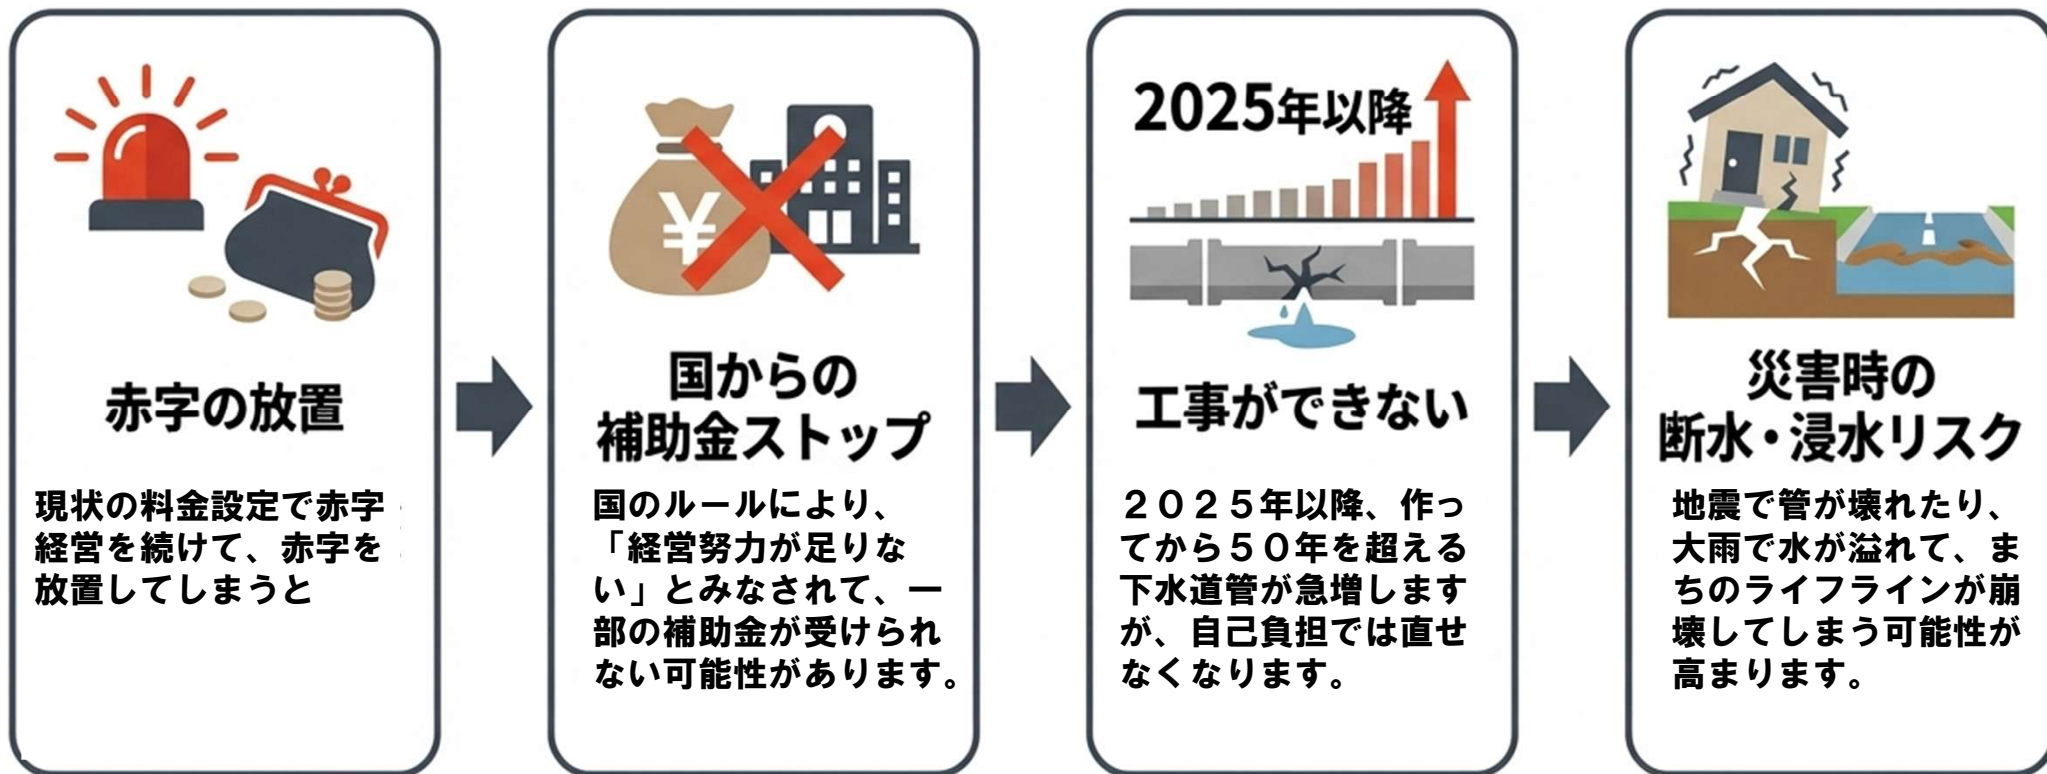 赤字の放置
現状の料金設定で赤字
経営を続けて、赤字を
放置してしまうと
¥
国からの
補助金ストップ
国のルールにより、
「経営努力が足りな
い」とみなされて、一
部の補助金が受けられ
ない可能性があります。
2025年以降
工事ができない
２０２５年以降、作っ
てから５０年を超える
下水道管が急増します
が、自己負担では直せ
なくなります。
災害時の
断水・浸水リスク
地震で管が壊れたり、
大雨で水が溢れて、ま
ちのライフラインが崩
壊してしまう可能性が
高まります。